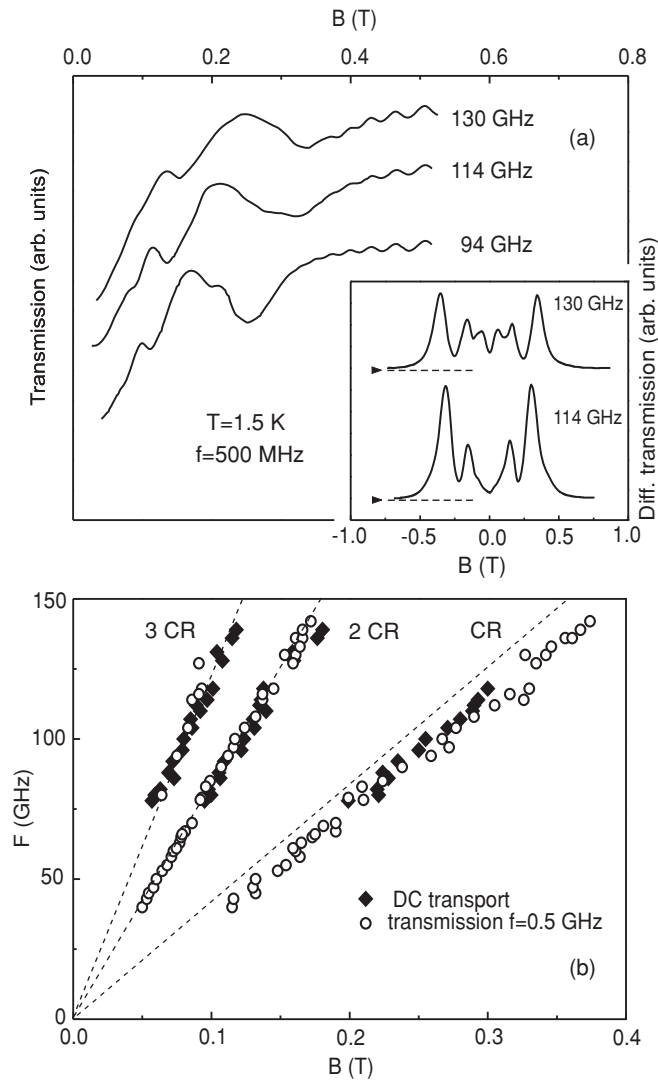 B (T)
0.0 0.2 0.4 0.6 0.8
130 GHz
(a)
114 GHz
94 GHz
Transmission (arb. units)
T=1.5 K
f=500 MHz
130 GHz
114 GHz
Diff. transmission (arb. units)
-1.0 -0.5 0.0 0.5 1.0
B (T)
150
3 CR 2 CR CR
100
F (GHz)
50
DC transport
transmission f=0.5 GHz
(b)
0
0.0 0.1 0.2 0.3 0.4
B (T)